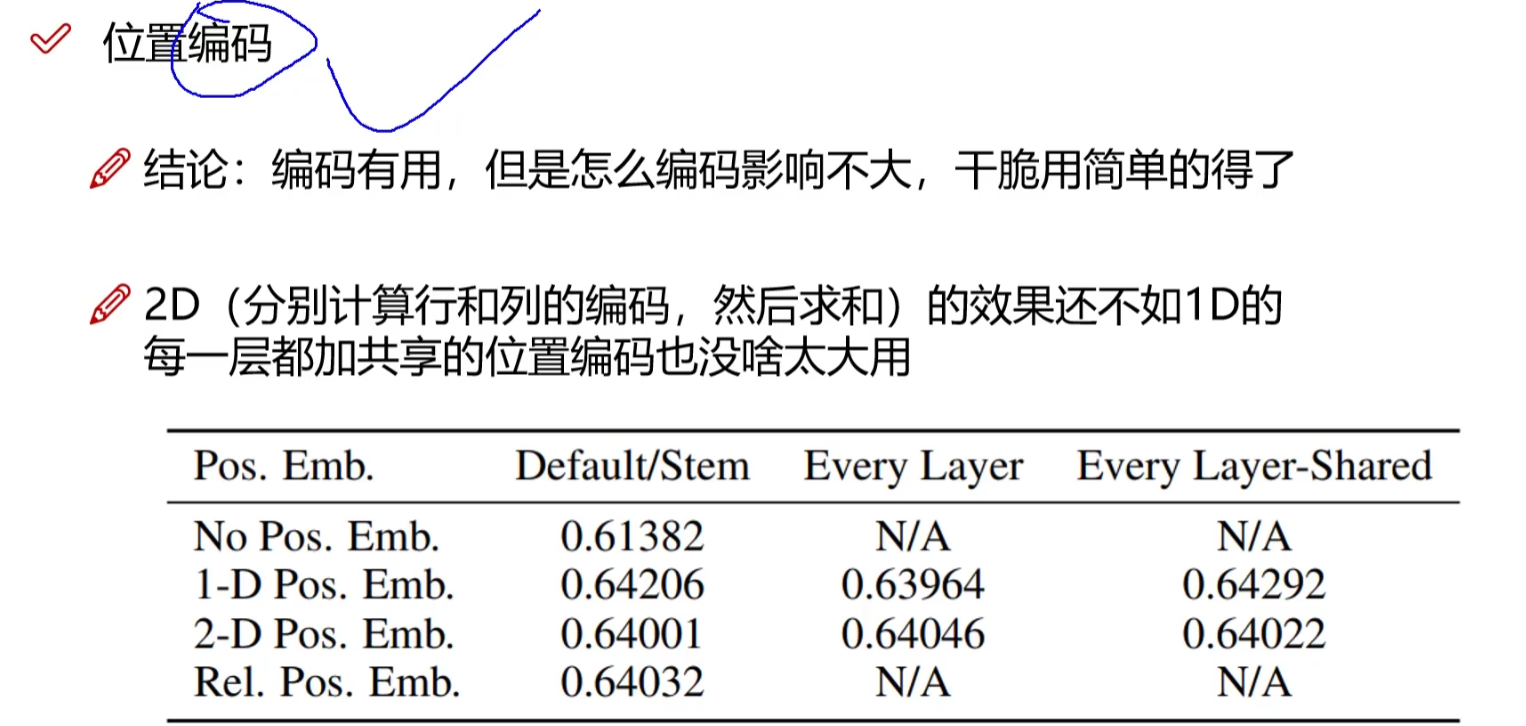 位置编码
结论：编码有用，但是怎么编码影响不大，干脆用简单的得了
2D（分别计算行和列的编码，然后求和）的效果还不如1D的
每一层都加共享的位置编码也没啥太大用
Pos. Emb. Default/Stem Every Layer Every Layer-Shared
No Pos. Emb. 0.61382 N/A N/A
1-D Pos. Emb. 0.64206 0.63964 0.64292
2-D Pos. Emb. 0.64001 0.64046 0.64022
Rel. Pos. Emb. 0.64032 N/A N/A